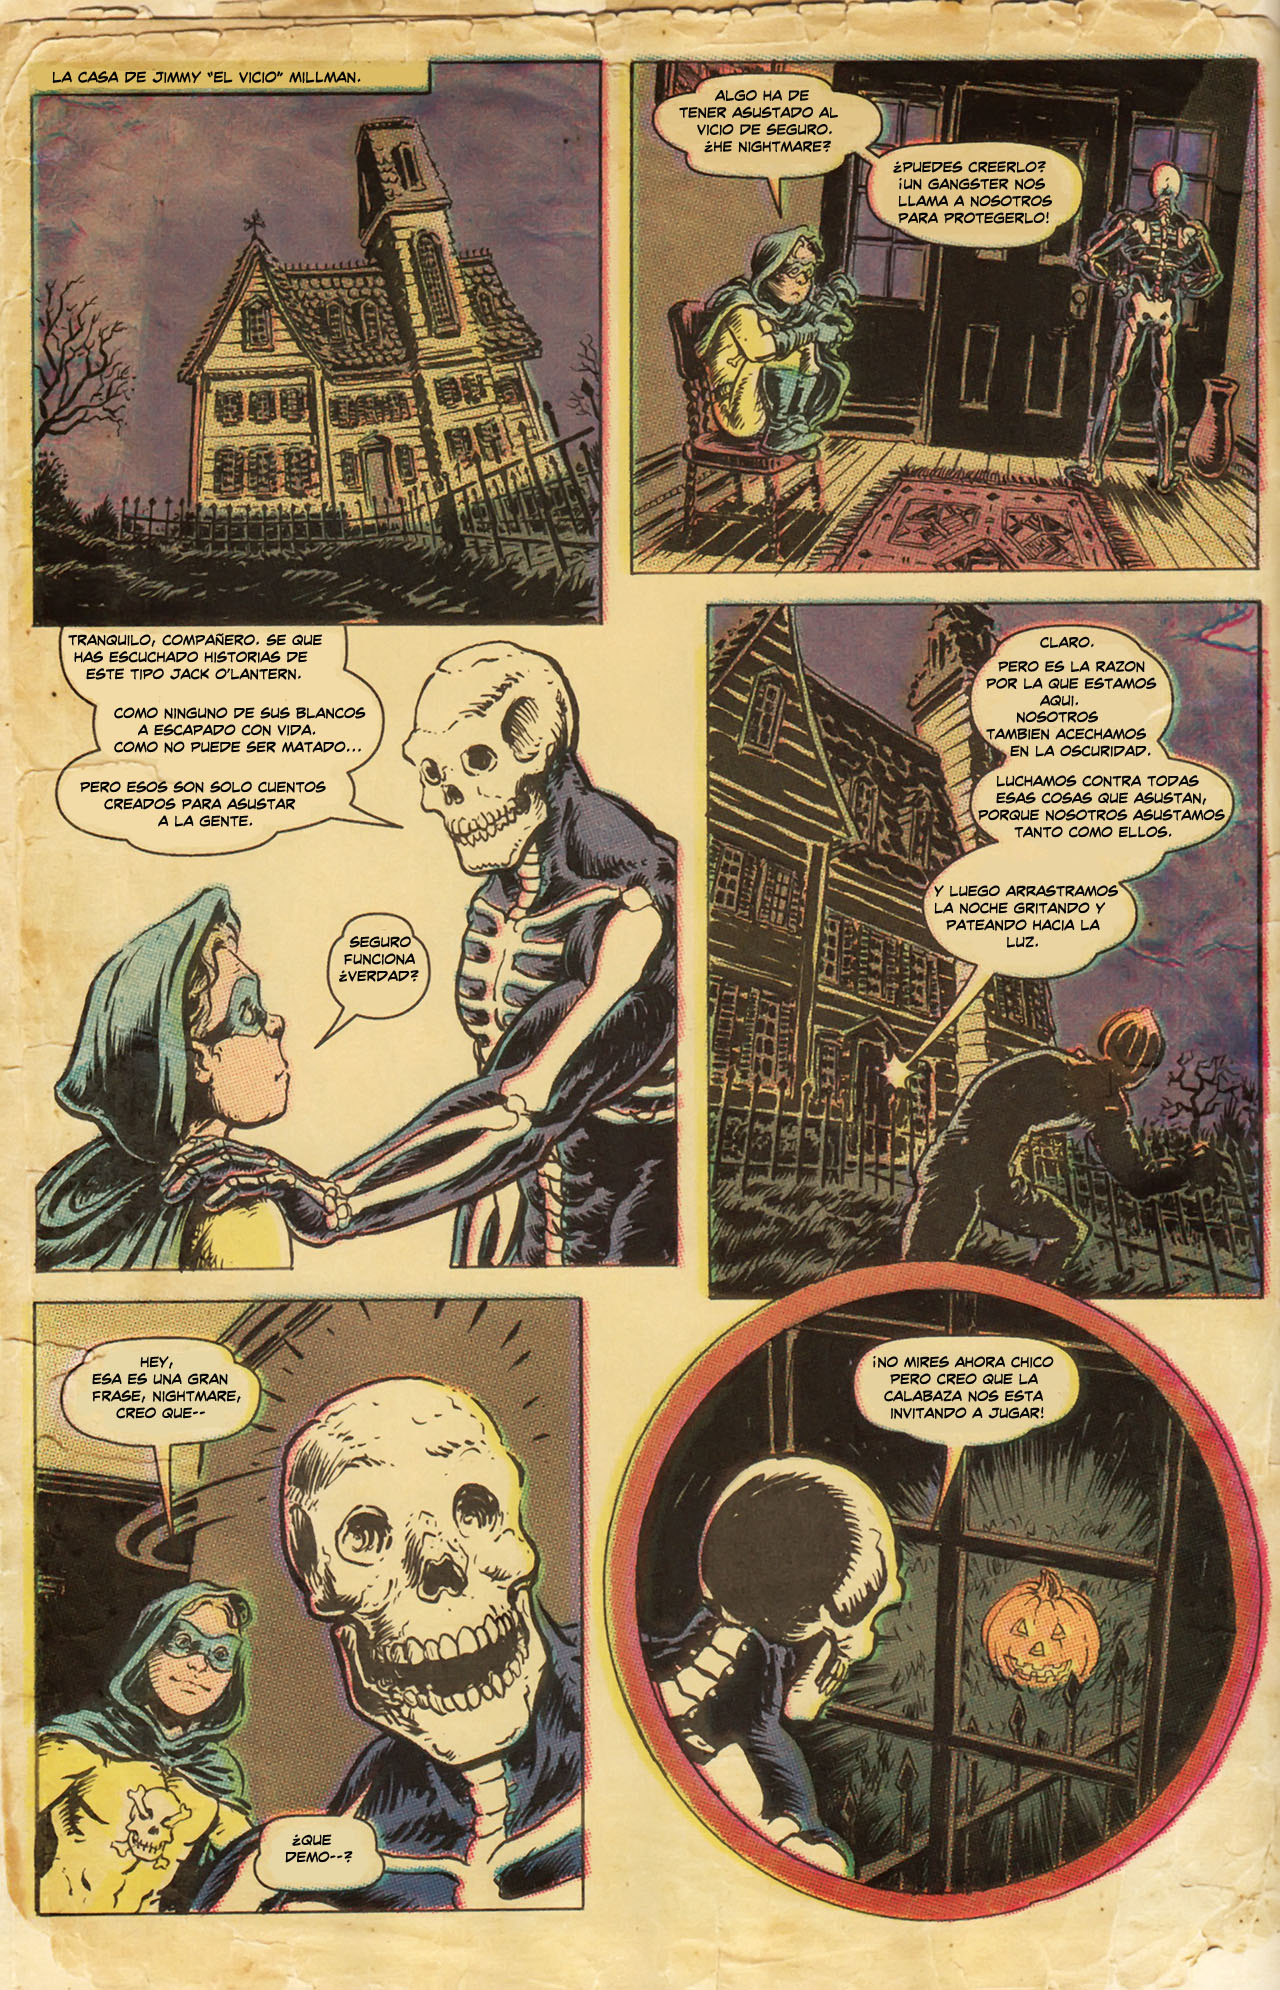 LA CASA DE JIMMY "EL VICIO" MILLMAN.
ALGO HA DE
TENER ASUSTADO AL
VICIO DE SEGURO.
¿HE NIGHTMARE?
¿PUEDES CREERLO?
¡UN GANGSTER NOS
LLAMA A NOSOTROS
PARA PROTEGERLO!
TRANQUILO, COMPAÑERO. SE QUE
HAS ESCUCHADO HISTORIAS DE
ESTE TIPO JACK O'LANTERN.
COMO NINGUNO DE SUS BLANCOS
A ESCAPADO CON VIDA.
COMO NO PUEDE SER MATADO...
PERO ESOS SON SOLO CUENTOS
CREADOS PARA ASUSTAR
A LA GENTE.
SEGURO
FUNCIONA
¿VERDAD?
CLARO.
PERO ES LA RAZON
POR LA QUE ESTAMOS
AQUI.
NOSOTROS
TAMBIEN ACECHAMOS
EN LA OSCURIDAD.
LUCHAMOS CONTRA TODAS
ESAS COSAS QUE ASUSTAN,
PORQUE NOSOTROS ASUSTAMOS
TANTO COMO ELLOS.
Y LUEGO ARRASTRAMOS
LA NOCHE GRITANDO Y
PATEANDO HACIA LA
LUZ.
HEY,
ESA ES UNA GRAN
FRASE, NIGHTMARE,
CREO QUE--
¿QUE
DEMO--?
¡NO MIRES AHORA CHICO
PERO CREO QUE LA
CALABAZA NOS ESTA
INVITANDO A JUGAR!